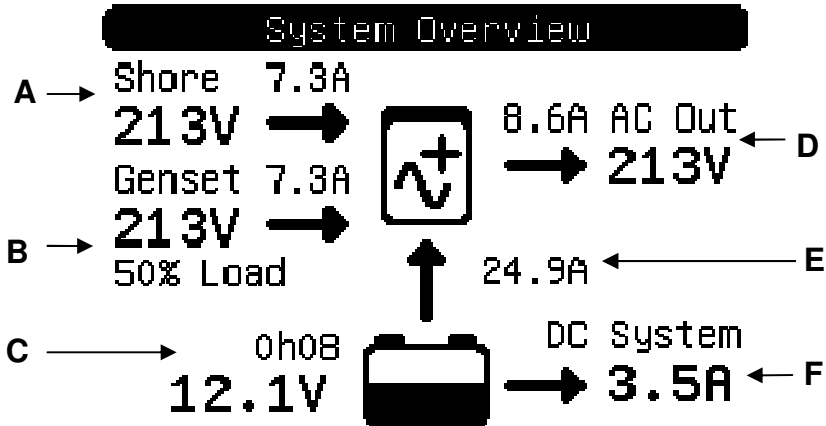 System Overview
A
Shore 7.3A
213V
8.6A AC Out
213V
D
Genset 7.3A
213V
B
50% Load
24.9A
E
C
0h08
12.1V
DC System
3.5A
F